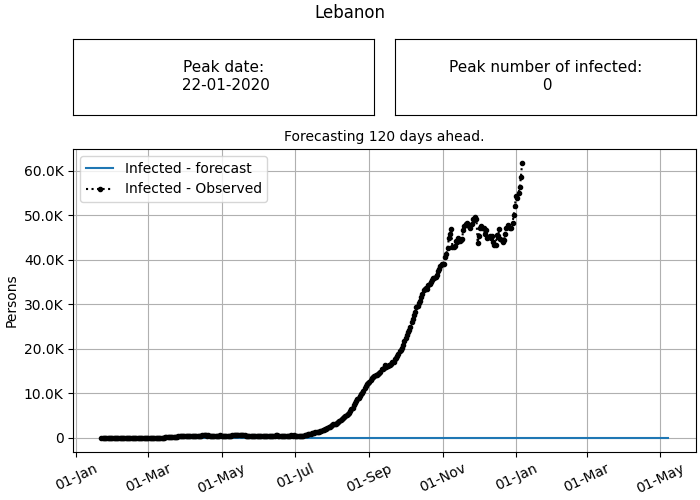 Lebanon
Peak date:
22-01-2020
Peak number of infected:
0
Forecasting 120 days ahead.
Infected - forecast
Infected - Observed
Persons
60.0K
50.0K
40.0K
30.0K
20.0K
10.0K
0
01-Jan
01-Mar
01-May
01-Jul
01-Sep
01-Nov
01-Jan
01-Mar
01-May